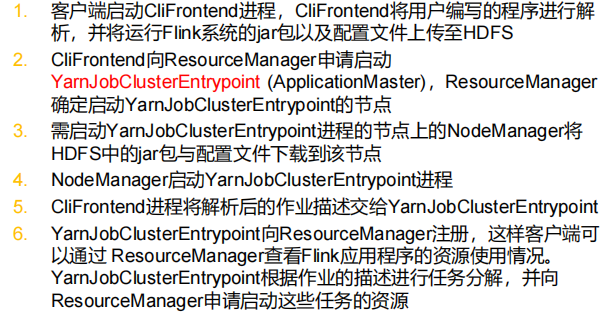 1. 客户端启动CliFrontend进程，CliFrontend将用户编写的程序进行解
析，并将运行Flink系统的jar包以及配置文件上传至HDFS
2. CliFrontend向ResourceManager申请启动
YarnJobClusterEntrypoint (ApplicationMaster)，ResourceManager
确定启动YarnJobClusterEntrypoint的节点
3. 需启动YarnJobClusterEntrypoint进程的节点上的NodeManager将
HDFS中的jar包与配置文件下载到该节点
4. NodeManager启动YarnJobClusterEntrypoint进程
5. CliFrontend进程将解析后的作业描述交给YarnJobClusterEntrypoint
6. YarnJobClusterEntrypoint向ResourceManager注册，这样客户端可
以通过 ResourceManager查看Flink应用程序的资源使用情况。
YarnJobClusterEntrypoint根据作业的描述进行任务分解，并向
ResourceManager申请启动这些任务的资源